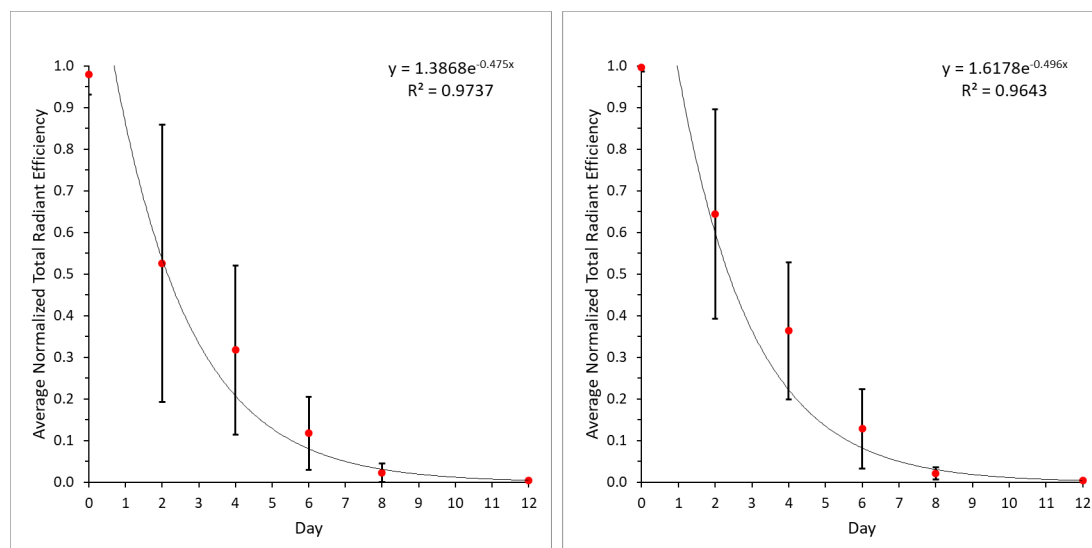 y = 1.3868e^-0.475x
R² = 0.9737
Average Normalized Total Radiant Efficiency
1.0
0.9
0.8
0.7
0.6
0.5
0.4
0.3
0.2
0.1
0.0
0 1 2 3 4 5 6 7 8 9 10 11 12
Day
y = 1.6178e^-0.496x
R² = 0.9643
Average Normalized Total Radiant Efficiency
1.0
0.9
0.8
0.7
0.6
0.5
0.4
0.3
0.2
0.1
0.0
0 1 2 3 4 5 6 7 8 9 10 11 12
Day